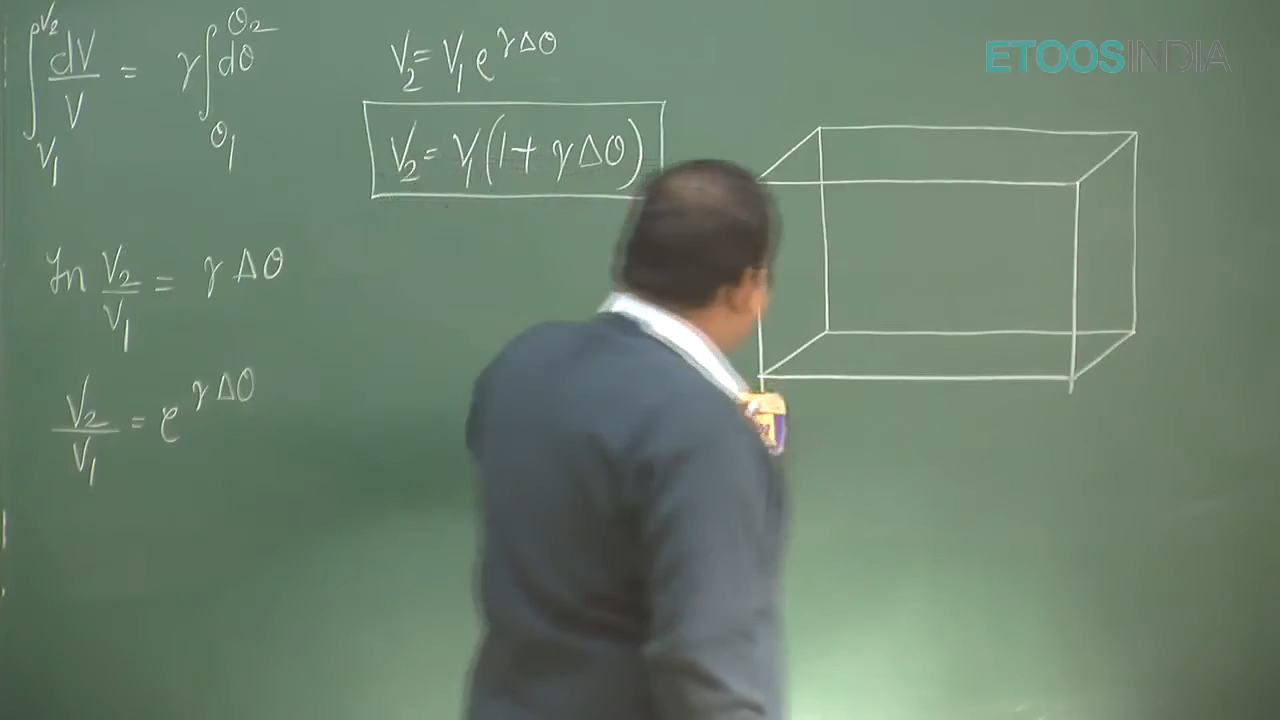 ∫_{V₁}^{V₂} dV/V = γ ∫_{θ₁}^{θ₂} dθ
ln V₂/V₁ = γ Δθ
V₂/V₁ = e^{γΔθ}
V₂ = V₁ e^{γΔθ}
V₂ = V₁(1 + γΔθ)
ETOOSINDIA